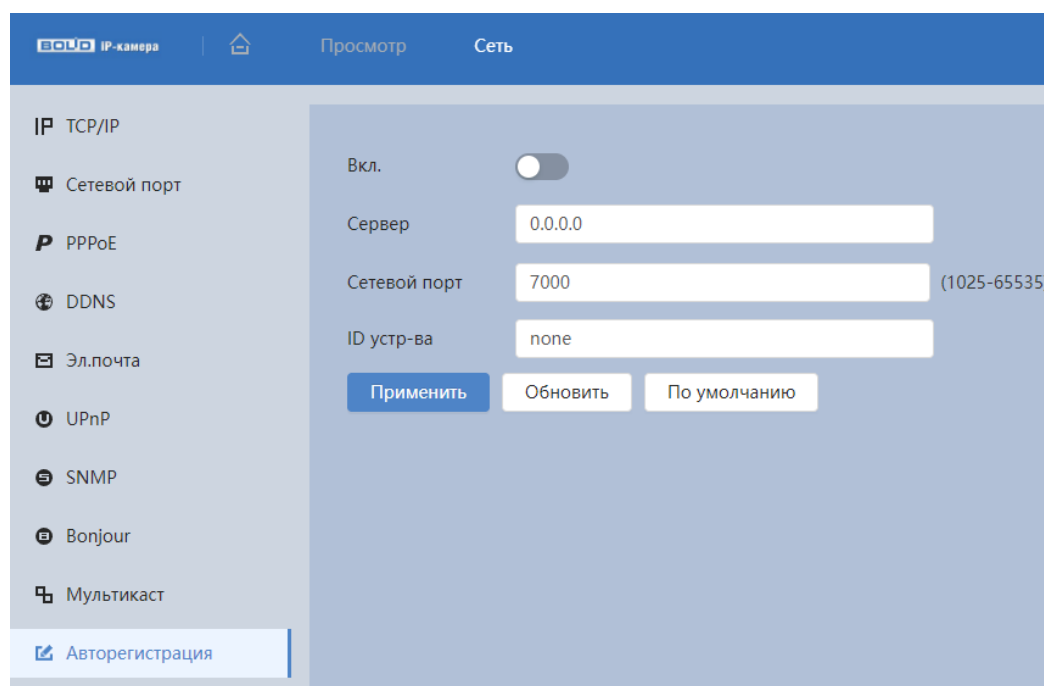 BOLID IP-камера
Просмотр
Сеть
TCP/IP
Сетевой порт
PPPoE
DDNS
Эл.почта
UPnP
SNMP
Bonjour
Мультикаст
Авторегистрация
Вкл.
Сервер 0.0.0.0
Сетевой порт 7000 (1025-65535
ID устр-ва none
Применить Обновить По умолчанию